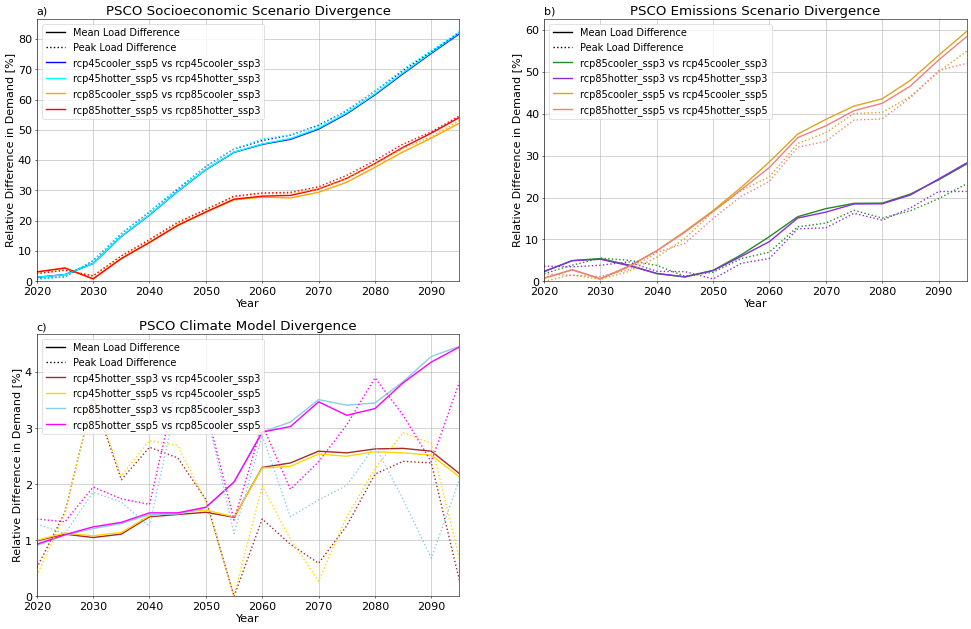 a)
PSCO Socioeconomic Scenario Divergence
Relative Difference in Demand [%]
80
70
60
50
40
30
20
10
0
Mean Load Difference
Peak Load Difference
rcp45cooler_ssp5 vs rcp45cooler_ssp3
rcp45hotter_ssp5 vs rcp45hotter_ssp3
rcp85cooler_ssp5 vs rcp85cooler_ssp3
rcp85hotter_ssp5 vs rcp85hotter_ssp3
2020 2030 2040 2050 2060 2070 2080 2090
Year
b)
PSCO Emissions Scenario Divergence
Relative Difference in Demand [%]
60
50
40
30
20
10
0
Mean Load Difference
Peak Load Difference
rcp85cooler_ssp3 vs rcp45cooler_ssp3
rcp85hotter_ssp3 vs rcp45hotter_ssp3
rcp85cooler_ssp5 vs rcp45cooler_ssp5
rcp85hotter_ssp5 vs rcp45hotter_ssp5
2020 2030 2040 2050 2060 2070 2080 2090
Year
c)
PSCO Climate Model Divergence
Relative Difference in Demand [%]
4
3
2
1
0
Mean Load Difference
Peak Load Difference
rcp45hotter_ssp3 vs rcp45cooler_ssp3
rcp45hotter_ssp5 vs rcp45cooler_ssp5
rcp85hotter_ssp3 vs rcp85cooler_ssp3
rcp85hotter_ssp5 vs rcp85cooler_ssp5
2020 2030 2040 2050 2060 2070 2080 2090
Year